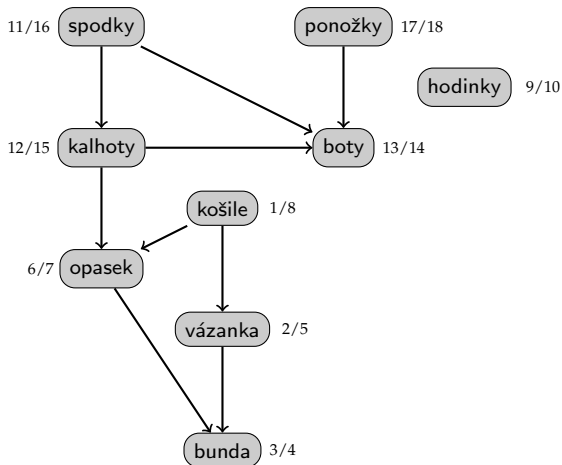 11/16 spodky ponožky 17/18
hodinky 9/10
12/15 kalhoty boty 13/14
košile 1/8
6/7 opasek
vázanka 2/5
bunda 3/4